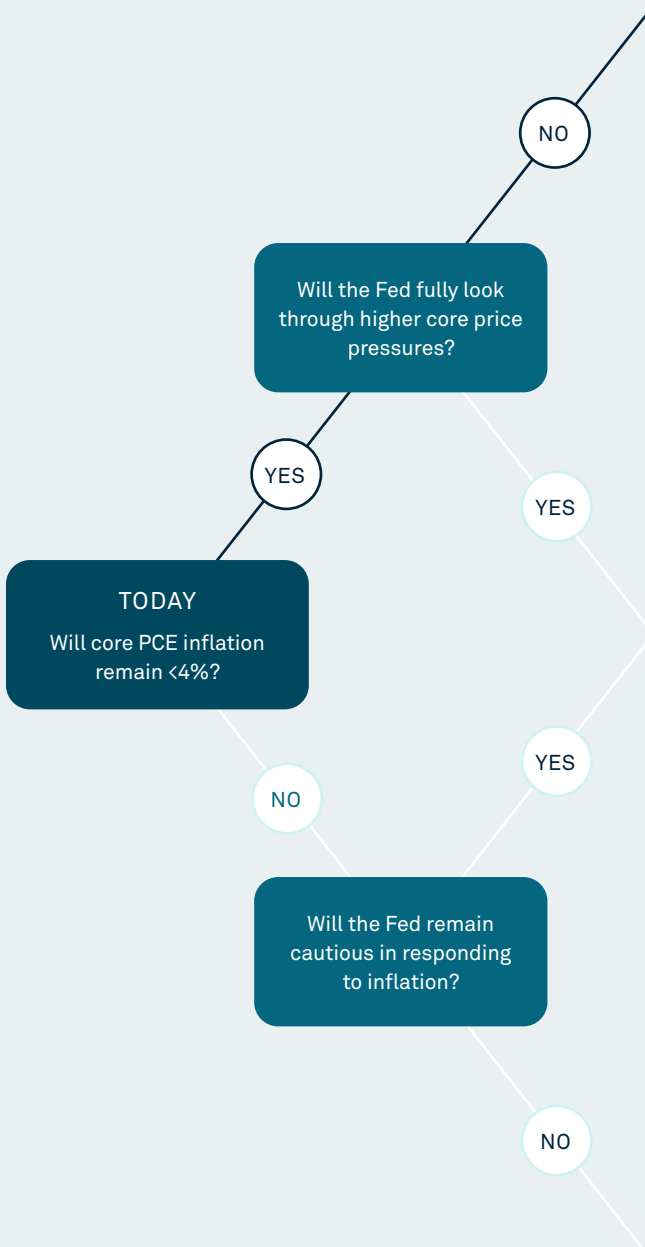 NO
Will the Fed fully look
through higher core price
pressures?
YES
YES
TODAY
Will core PCE inflation
remain <4%?
YES
NO
Will the Fed remain
cautious in responding
to inflation?
NO